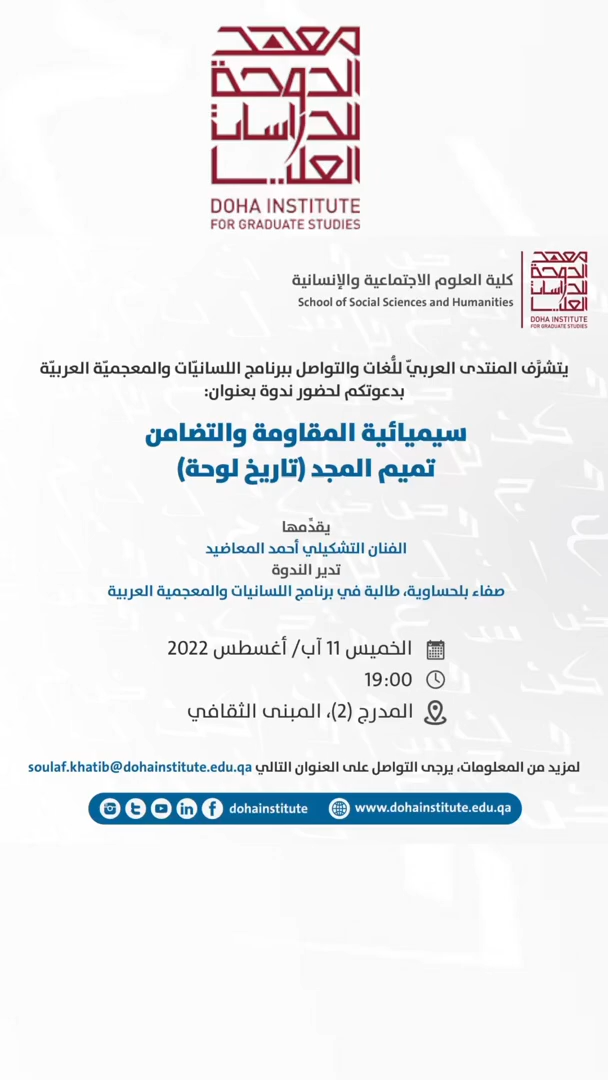 معهد
الدوحة
للدراسات
العليا
DOHA INSTITUTE
FOR GRADUATE STUDIES
كلية العلوم الاجتماعية والإنسانية
School of Social Sciences and Humanities
معهد
الدوحة
للدراسات
العليا
DOHA INSTITUTE
FOR GRADUATE STUDIES
يتشرَّف المنتدى العربيّ للُّغات والتواصل ببرنامج اللسانيّات والمعجميّة العربيّة
بدعوتكم لحضور ندوة بعنوان:
سيميائية المقاومة والتضامن
تميم المجد (تاريخ لوحة)
يقدِّمها
الفنان التشكيلي أحمد المعاضيد
تدير الندوة
صفاء بلحساوية، طالبة في برنامج اللسانيات والمعجمية العربية
الخميس 11 آب/ أغسطس 2022
19:00
المدرج (2)، المبنى الثقافي
لمزيد من المعلومات، يرجى التواصل على العنوان التالي soulaf.khatib@dohainstitute.edu.qa
dohainstitute www.dohainstitute.edu.qa